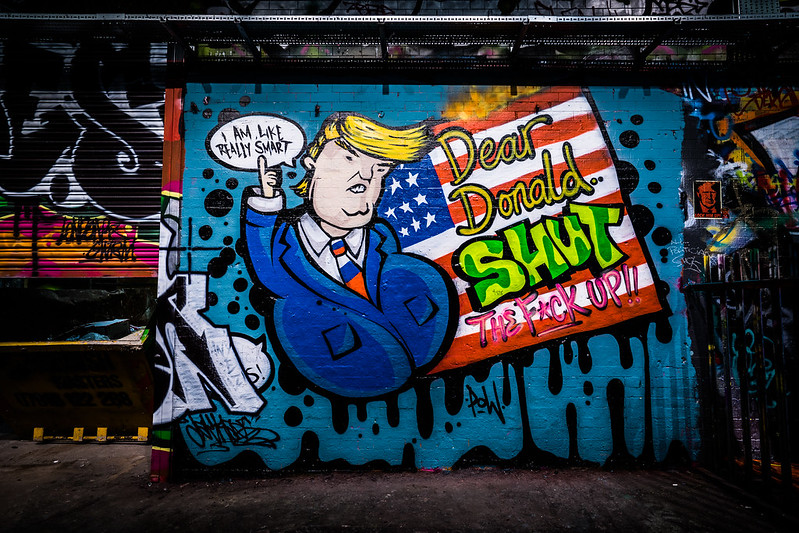 I AM LIKE
REALLY SMART
Dear
Donald..
SHUT
THE F*CK UP!!
POW!